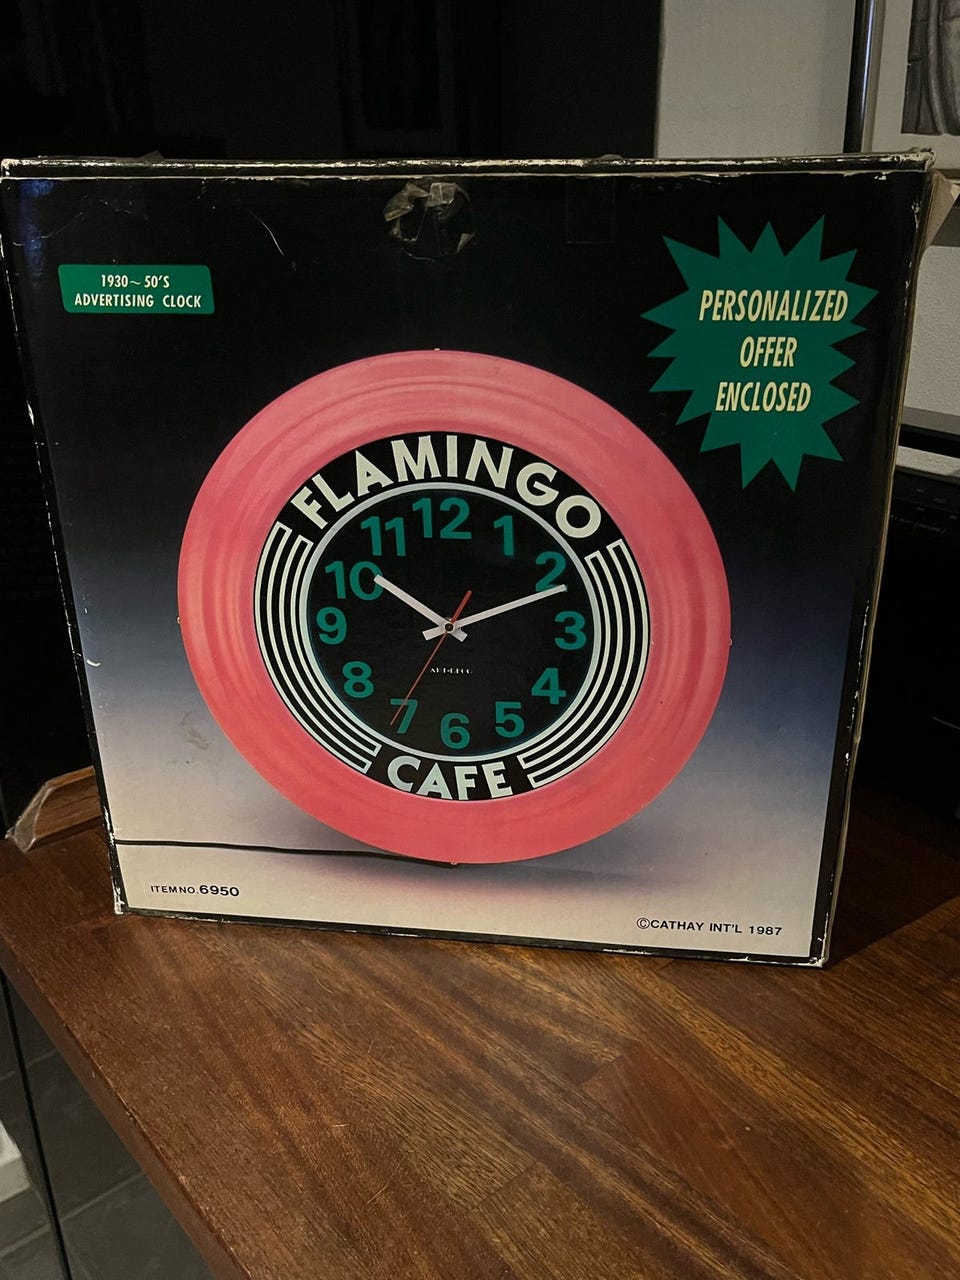 1930~50'S
ADVERTISING CLOCK
PERSONALIZED
OFFER
ENCLOSED
FLAMINGO
12
11 1
10 2
9 3
8 4
7 5
6
CAFE
ITEM NO. 6950
©CATHAY INT'L 1987